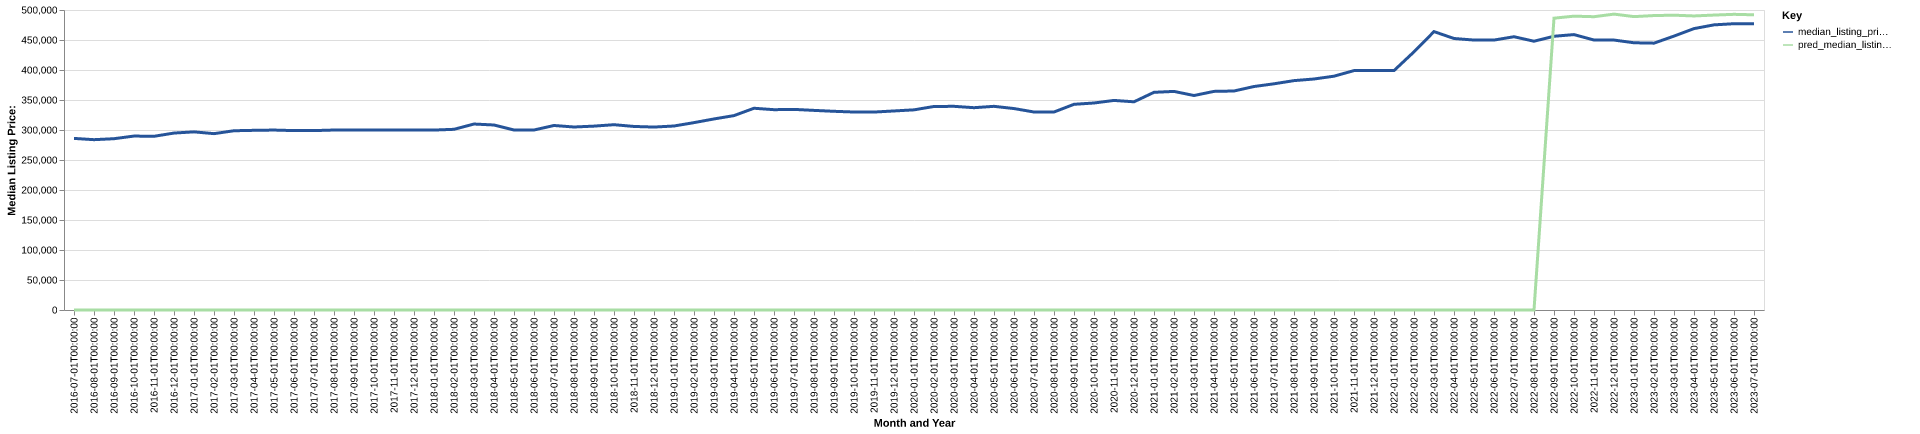 500,000
450,000
400,000
350,000
300,000
250,000
200,000
150,000
100,000
50,000
0
Median Listing Price:
2016-07-01T00:00:00
2016-08-01T00:00:00
2016-09-01T00:00:00
2016-10-01T00:00:00
2016-11-01T00:00:00
2016-12-01T00:00:00
2017-01-01T00:00:00
2017-02-01T00:00:00
2017-03-01T00:00:00
2017-04-01T00:00:00
2017-05-01T00:00:00
2017-06-01T00:00:00
2017-07-01T00:00:00
2017-08-01T00:00:00
2017-09-01T00:00:00
2017-10-01T00:00:00
2017-11-01T00:00:00
2017-12-01T00:00:00
2018-01-01T00:00:00
2018-02-01T00:00:00
2018-03-01T00:00:00
2018-04-01T00:00:00
2018-05-01T00:00:00
2018-06-01T00:00:00
2018-07-01T00:00:00
2018-08-01T00:00:00
2018-09-01T00:00:00
2018-10-01T00:00:00
2018-11-01T00:00:00
2018-12-01T00:00:00
2019-01-01T00:00:00
2019-02-01T00:00:00
2019-03-01T00:00:00
2019-04-01T00:00:00
2019-05-01T00:00:00
2019-06-01T00:00:00
2019-07-01T00:00:00
2019-08-01T00:00:00
2019-09-01T00:00:00
2019-10-01T00:00:00
2019-11-01T00:00:00
2019-12-01T00:00:00
2020-01-01T00:00:00
2020-02-01T00:00:00
2020-03-01T00:00:00
2020-04-01T00:00:00
2020-05-01T00:00:00
2020-06-01T00:00:00
2020-07-01T00:00:00
2020-08-01T00:00:00
2020-09-01T00:00:00
2020-10-01T00:00:00
2020-11-01T00:00:00
2020-12-01T00:00:00
2021-01-01T00:00:00
2021-02-01T00:00:00
2021-03-01T00:00:00
2021-04-01T00:00:00
2021-05-01T00:00:00
2021-06-01T00:00:00
2021-07-01T00:00:00
2021-08-01T00:00:00
2021-09-01T00:00:00
2021-10-01T00:00:00
2021-11-01T00:00:00
2021-12-01T00:00:00
2022-01-01T00:00:00
2022-02-01T00:00:00
2022-03-01T00:00:00
2022-04-01T00:00:00
2022-05-01T00:00:00
2022-06-01T00:00:00
2022-07-01T00:00:00
2022-08-01T00:00:00
2022-09-01T00:00:00
2022-10-01T00:00:00
2022-11-01T00:00:00
2022-12-01T00:00:00
2023-01-01T00:00:00
2023-02-01T00:00:00
2023-03-01T00:00:00
2023-04-01T00:00:00
2023-05-01T00:00:00
2023-06-01T00:00:00
2023-07-01T00:00:00
Month and Year
Key
median_listing_pri…
pred_median_listin…